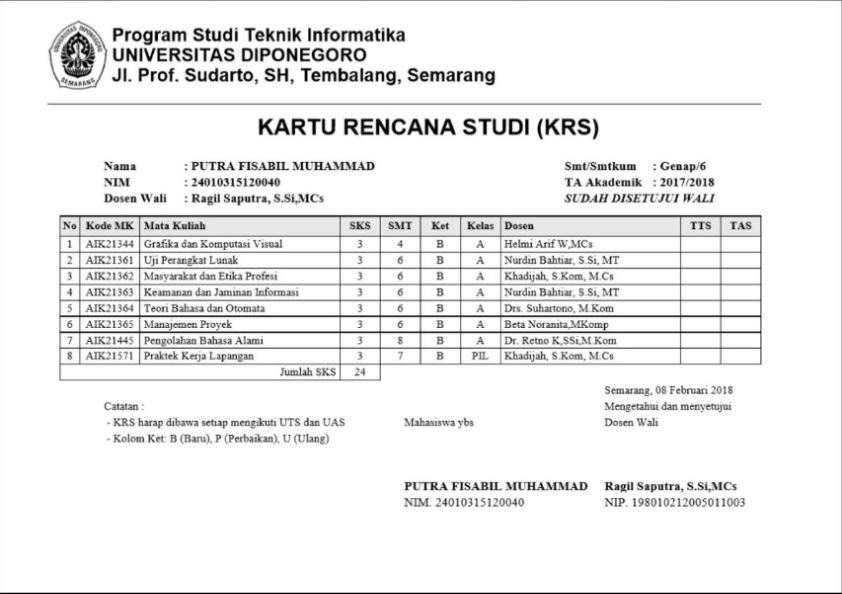 UNIVERSITAS DIPONEGORO
SEMARANG
Program Studi Teknik Informatika
UNIVERSITAS DIPONEGORO
Jl. Prof. Sudarto, SH, Tembalang, Semarang
KARTU RENCANA STUDI (KRS)
Nama : PUTRA FISABIL MUHAMMAD Smt/Smtkum : Genap/6
NIM : 24010315120040 TA Akademik : 2017/2018
Dosen Wali : Ragil Saputra, S.Si,MCs SUDAH DISETUJUI WALI
No Kode MK Mata Kuliah SKS SMT Ket Kelas Dosen TTS TAS
1 AIK21344 Grafika dan Komputasi Visual 3 4 B A Helmi Arif W,MCs
2 AIK21361 Uji Perangkat Lunak 3 6 B A Nurdin Bahtiar, S.Si, MT
3 AIK21362 Masyarakat dan Etika Profesi 3 6 B A Khadijah, S.Kom, M.Cs
4 AIK21363 Keamanan dan Jaminan Informasi 3 6 B A Nurdin Bahtiar, S.Si, MT
5 AIK21364 Teori Bahasa dan Otomata 3 6 B A Drs. Suhartono, M.Kom
6 AIK21365 Manajemen Proyek 3 6 B A Beta Noranita,MKomp
7 AIK21445 Pengolahan Bahasa Alami 3 8 B A Dr. Retno K,SSi,M.Kom
8 AIK21571 Praktek Kerja Lapangan 3 7 B PIL Khadijah, S.Kom, M.Cs
Jumlah SKS 24
Semarang, 08 Februari 2018
Catatan : Mengetahui dan menyetujui
- KRS harap dibawa setiap mengikuti UTS dan UAS Mahasiswa ybs Dosen Wali
- Kolom Ket: B (Baru), P (Perbaikan), U (Ulang)
PUTRA FISABIL MUHAMMAD Ragil Saputra, S.Si,MCs
NIM. 24010315120040 NIP. 198010212005011003